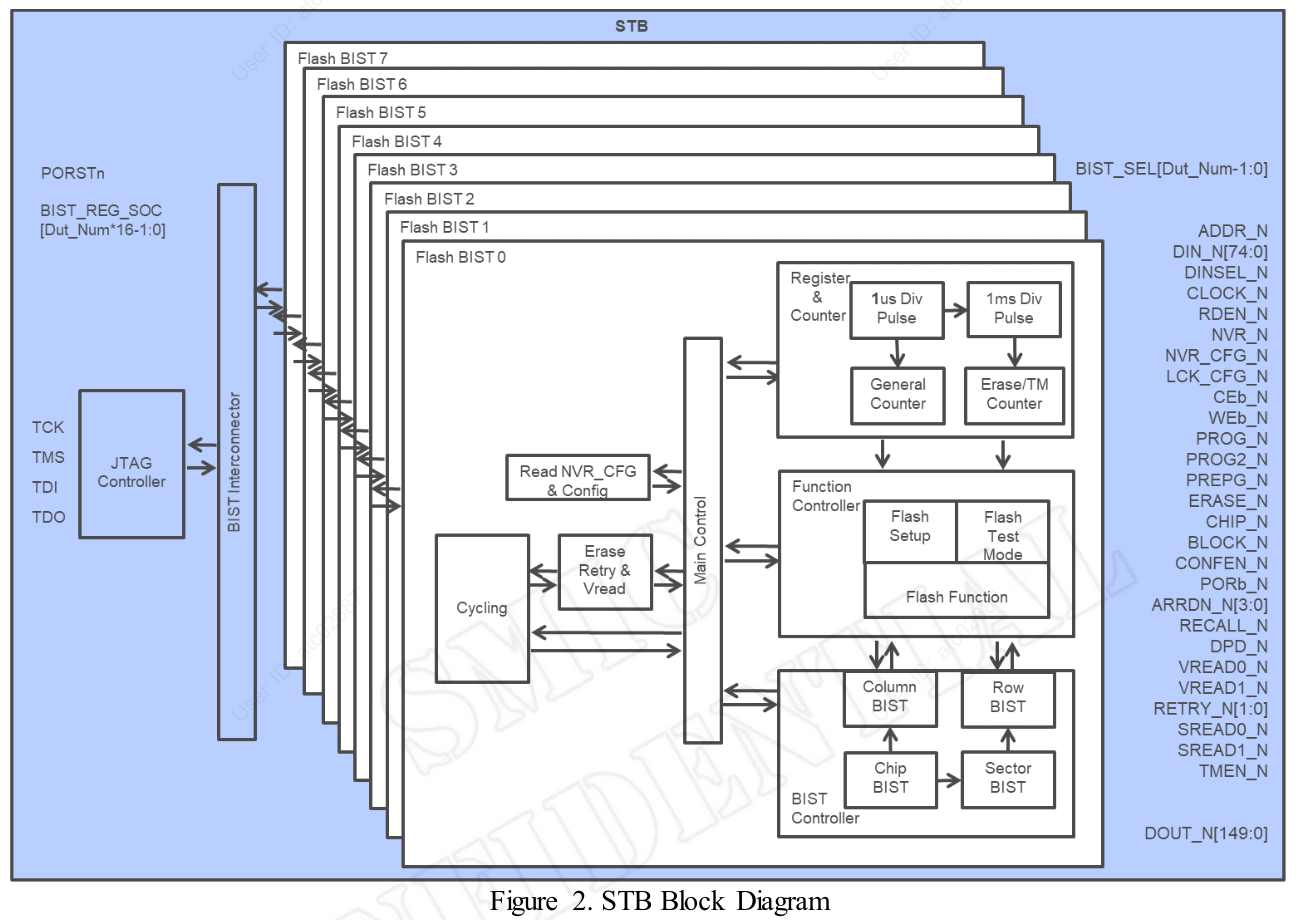 STB
Flash BIST 7
Flash BIST 6
Flash BIST 5
Flash BIST 4
Flash BIST 3
Flash BIST 2
Flash BIST 1
Flash BIST 0
PORSTn
BIST_REG_SOC
[Dut_Num*16-1:0]
TCK
TMS
TDI
TDO
JTAG
Controller
BIST Interconnector
Read NVR_CFG
& Config
Cycling
Erase
Retry &
Vread
Main Control
Register
&
Counter
1us Div
Pulse
1ms Div
Pulse
General
Counter
Erase/TM
Counter
Function
Controller
Flash
Setup
Flash
Test
Mode
Flash Function
Column
BIST
Row
BIST
Chip
BIST
Sector
BIST
BIST
Controller
BIST_SEL[Dut_Num-1:0]
ADDR_N
DIN_N[74:0]
DINSEL_N
CLOCK_N
RDEN_N
NVR_N
NVR_CFG_N
LCK_CFG_N
CEb_N
WEb_N
PROG_N
PROG2_N
PREPG_N
ERASE_N
CHIP_N
BLOCK_N
CONFEN_N
PORb_N
ARRDN_N[3:0]
RECALL_N
DPD_N
VREAD0_N
VREAD1_N
RETRY_N[1:0]
SREAD0_N
SREAD1_N
TMEN_N
DOUT_N[149:0]
SMIC
Figure 2. STB Block Diagram